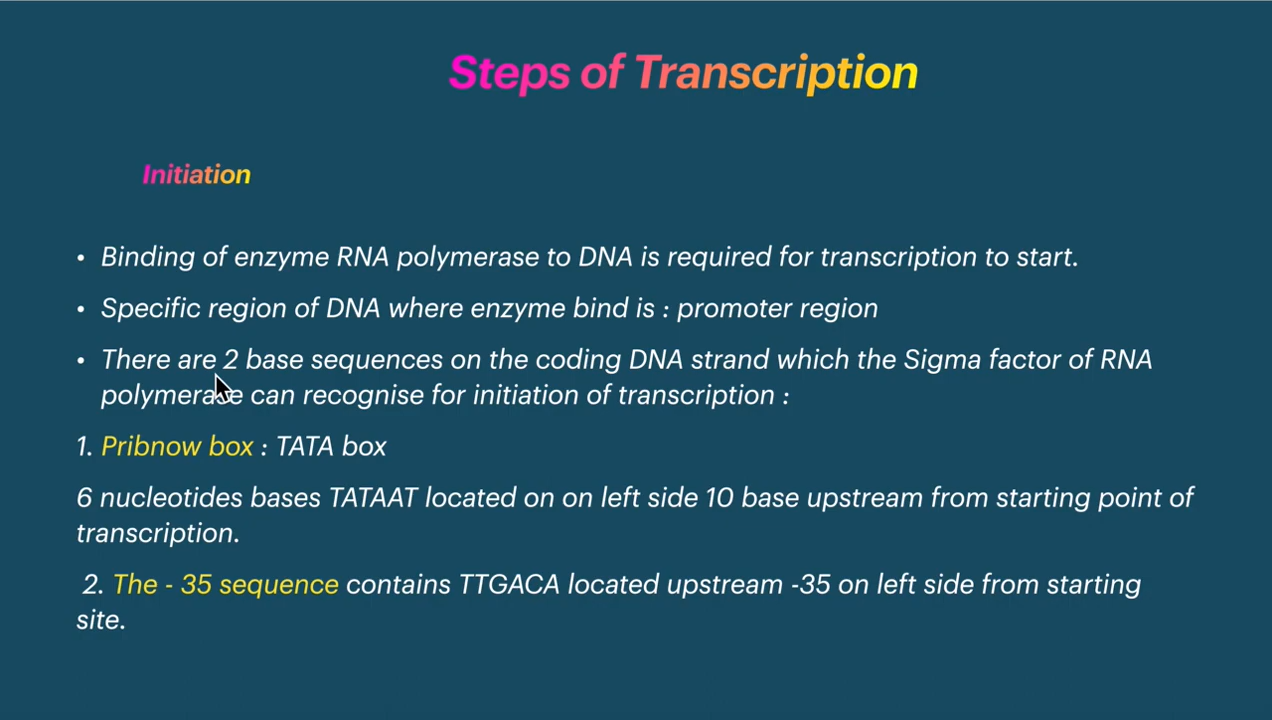 Steps of Transcription
Initiation
• Binding of enzyme RNA polymerase to DNA is required for transcription to start.
• Specific region of DNA where enzyme bind is : promoter region
• There are 2 base sequences on the coding DNA strand which the Sigma factor of RNA
polymerase can recognise for initiation of transcription :
1. Pribnow box : TATA box
6 nucleotides bases TATAAT located on on left side 10 base upstream from starting point of
transcription.
2. The - 35 sequence contains TTGACA located upstream -35 on left side from starting
site.